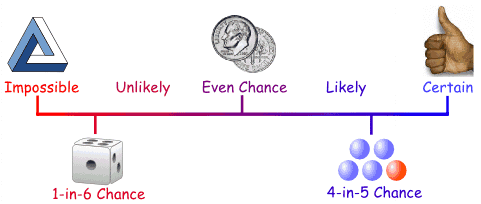 Impossible Unlikely Even Chance Likely Certain
1-in-6 Chance 4-in-5 Chance